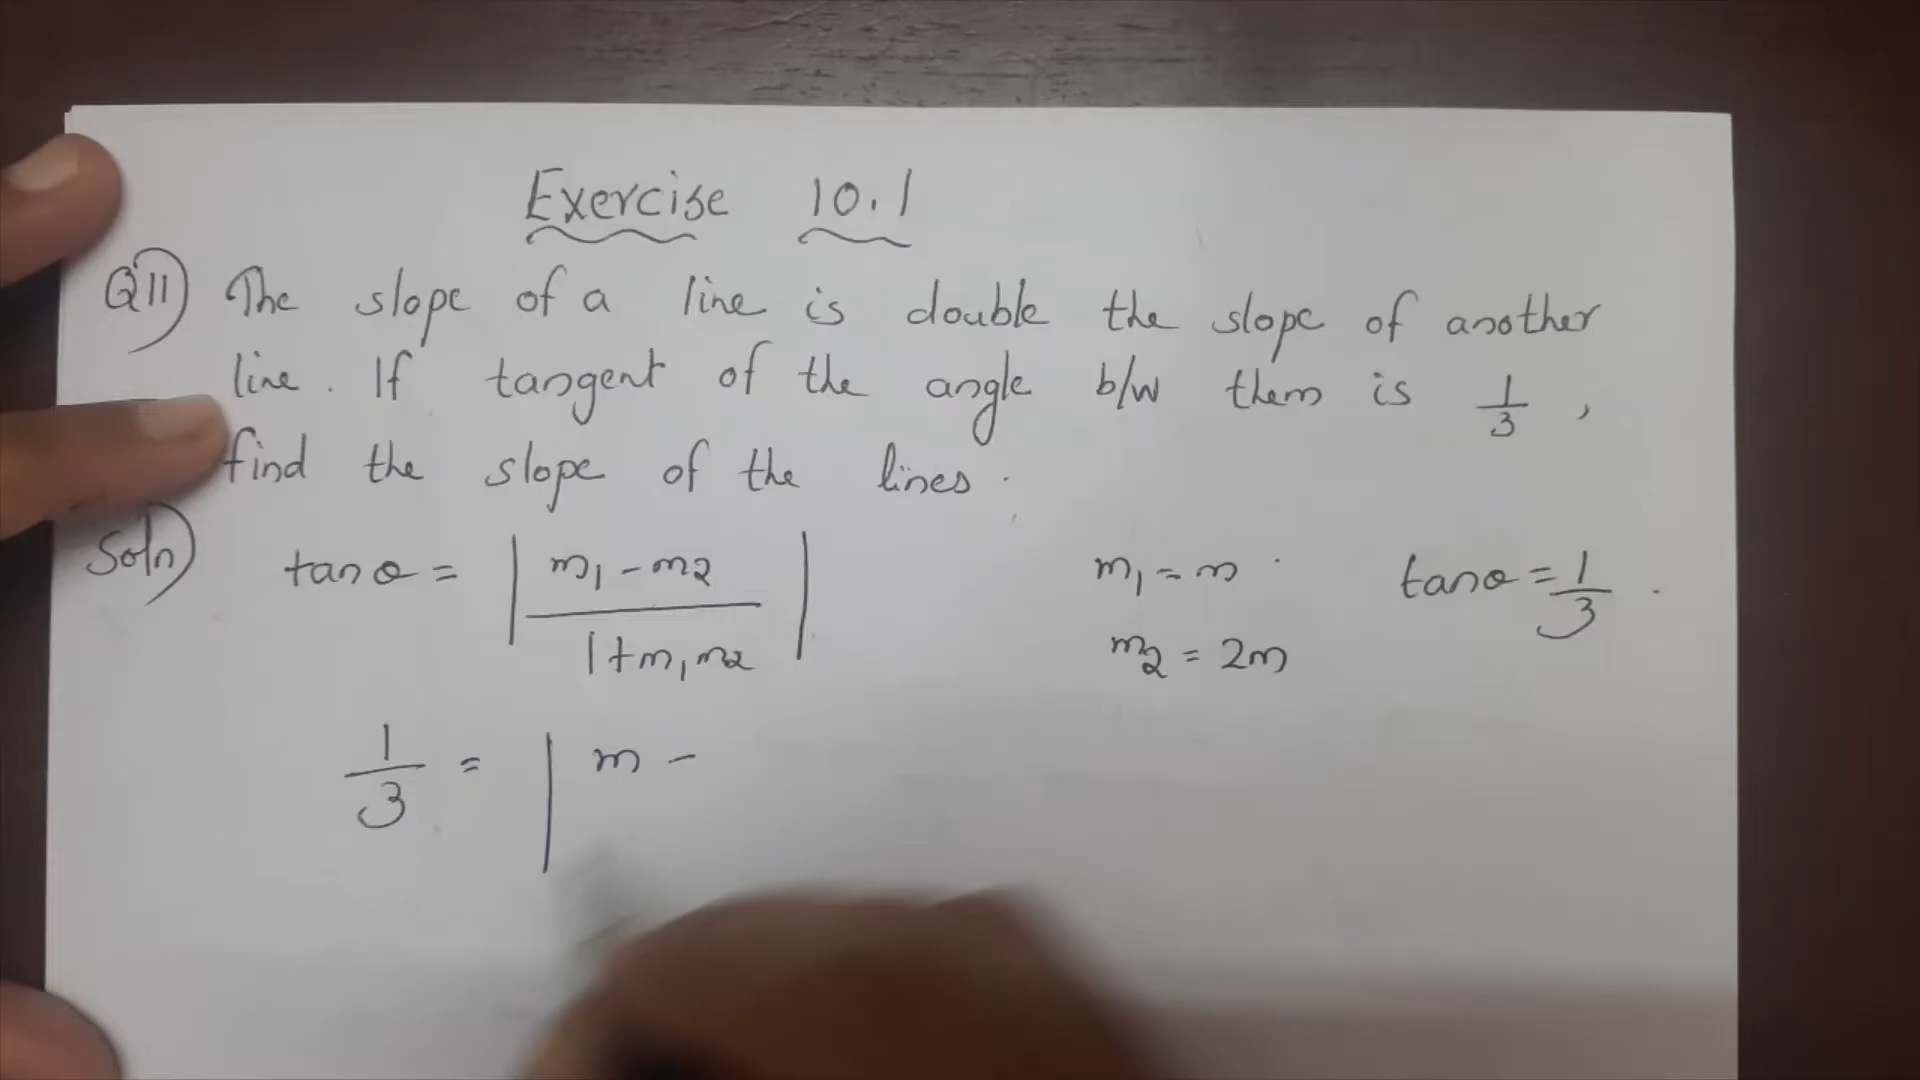 Exercise 10.1
Q11) The slope of a line is double the slope of another
line. If tangent of the angle b/w them is 1/3,
find the slope of the lines.
Soln) tanθ = | m1 - m2 / 1+m1m2 | m1 = m tanθ = 1/3.
m2 = 2m
1/3 = | m -